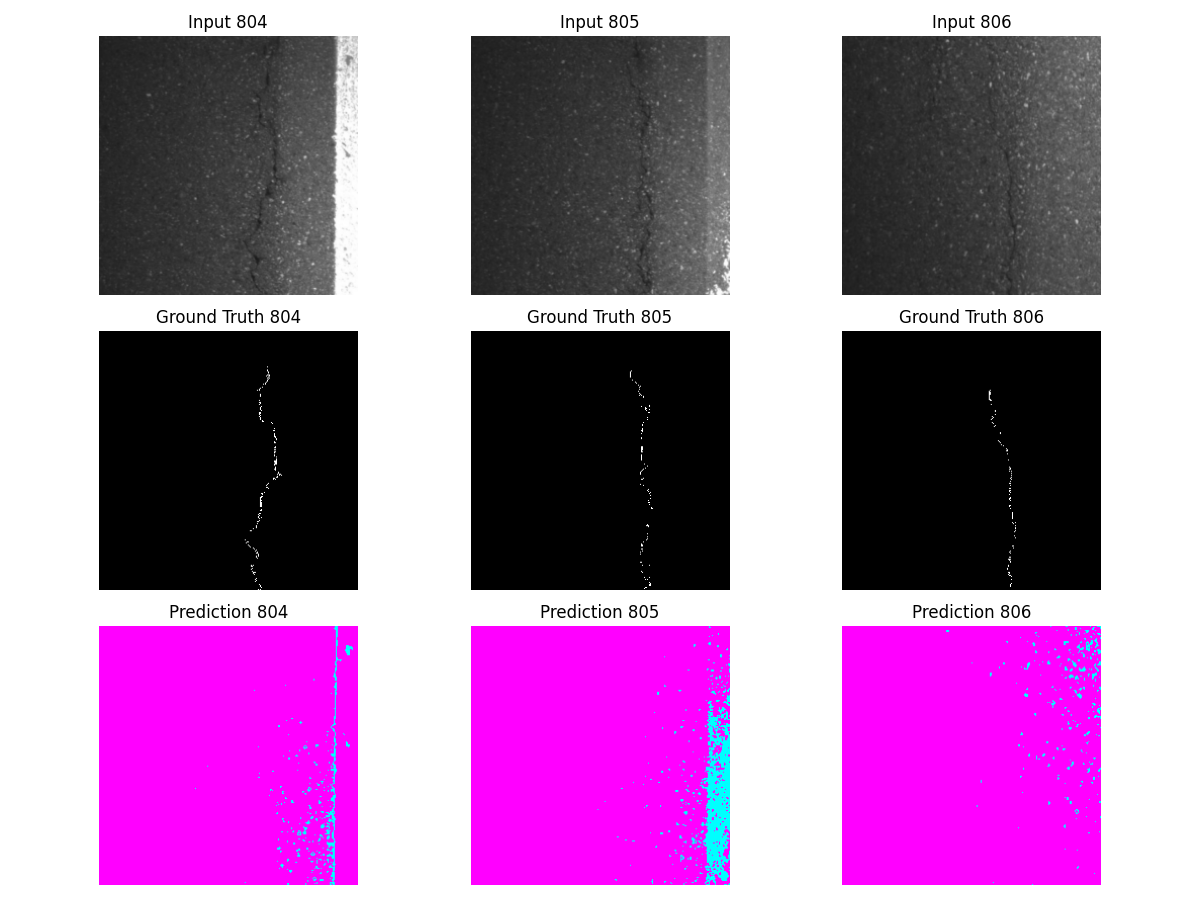 Input 804
Input 805
Input 806
Ground Truth 804
Ground Truth 805
Ground Truth 806
Prediction 804
Prediction 805
Prediction 806